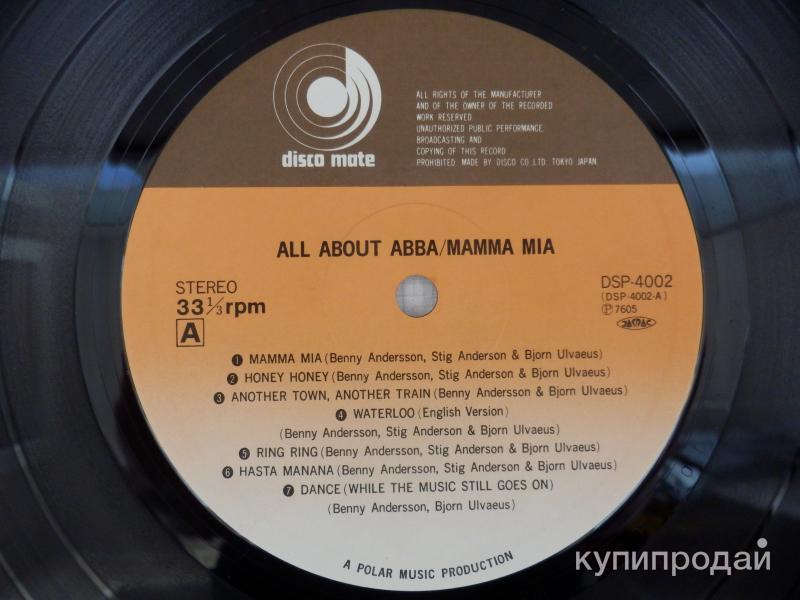 disco mate
ALL RIGHTS OF THE MANUFACTURER
AND OF THE OWNER OF THE RECORDED
WORK RESERVED
UNAUTHORIZED PUBLIC PERFORMANCE.
BROADCASTING AND
COPYING OF THIS RECORD
PROHIBITED. MADE BY DISCO CO.,LTD. TOKYO JAPAN
ALL ABOUT ABBA/MAMMA MIA
STEREO
33 1/3 rpm
A
DSP-4002
(DSP-4002-A)
Ⓟ7605
JASRAC
❶ MAMMA MIA (Benny Andersson, Stig Anderson & Bjorn Ulvaeus)
❷ HONEY HONEY (Benny Andersson, Stig Anderson & Bjorn Ulvaeus)
❸ ANOTHER TOWN, ANOTHER TRAIN (Benny Andersson & Bjorn Ulvaeus)
❹ WATERLOO (English Version)
(Benny Andersson, Stig Anderson & Bjorn Ulvaeus)
❺ RING RING (Benny Andersson, Stig Anderson & Bjorn Ulvaeus)
❻ HASTA MANANA (Benny Andersson, Stig Anderson & Bjorn Ulvaeus)
❼ DANCE (WHILE THE MUSIC STILL GOES ON)
(Benny Andersson, Bjorn Ulvaeus)
A POLAR MUSIC PRODUCTION
купипродай